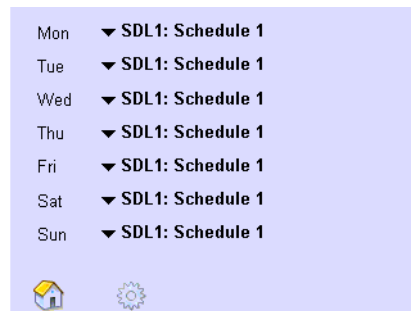 Mon SDL1: Schedule 1
Tue SDL1: Schedule 1
Wed SDL1: Schedule 1
Thu SDL1: Schedule 1
Fri SDL1: Schedule 1
Sat SDL1: Schedule 1
Sun SDL1: Schedule 1